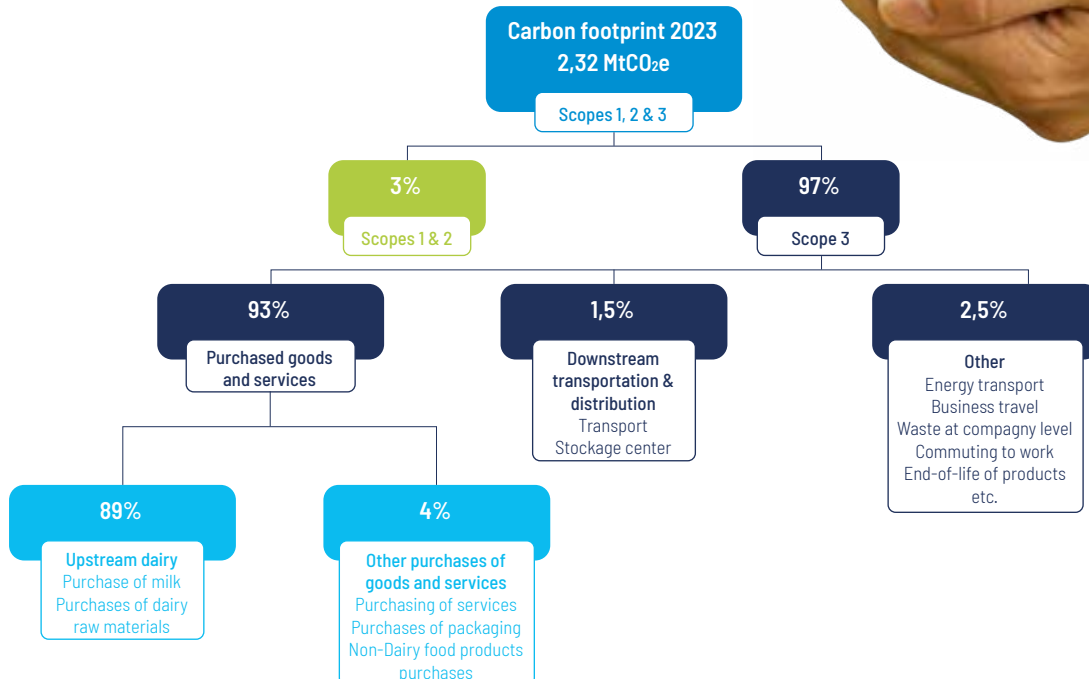 Carbon footprint 2023
2,32 MtCO₂e
Scopes 1, 2 & 3
3%
Scopes 1 & 2
97%
Scope 3
93%
Purchased goods
and services
1,5%
Downstream
transportation &
distribution
Transport
Stockage center
2,5%
Other
Energy transport
Business travel
Waste at compagny level
Commuting to work
End-of-life of products
etc.
89%
Upstream dairy
Purchase of milk
Purchases of dairy
raw materials
4%
Other purchases of
goods and services
Purchasing of services
Purchases of packaging
Non-Dairy food products
purchases